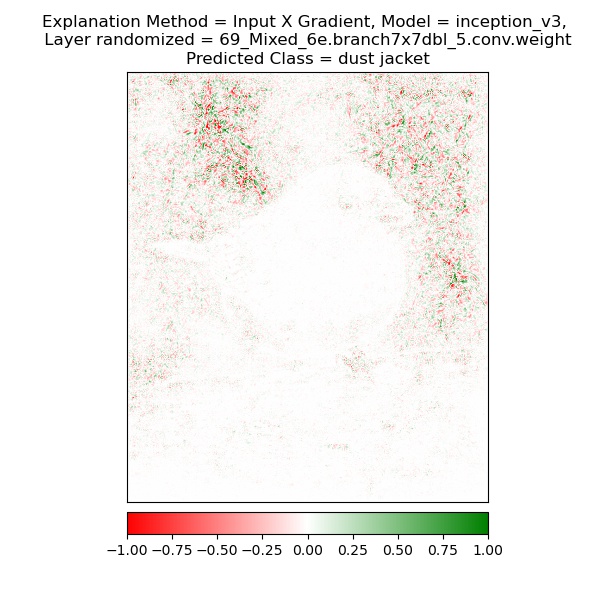 Explanation Method = Input X Gradient, Model = inception_v3,
Layer randomized = 69_Mixed_6e.branch7x7dbl_5.conv.weight
Predicted Class = dust jacket
−1.00 −0.75 −0.50 −0.25 0.00 0.25 0.50 0.75 1.00